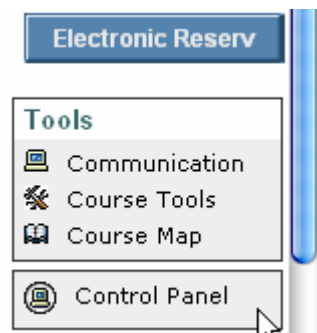 Electronic Reserv
Tools
Communication
Course Tools
Course Map
Control Panel